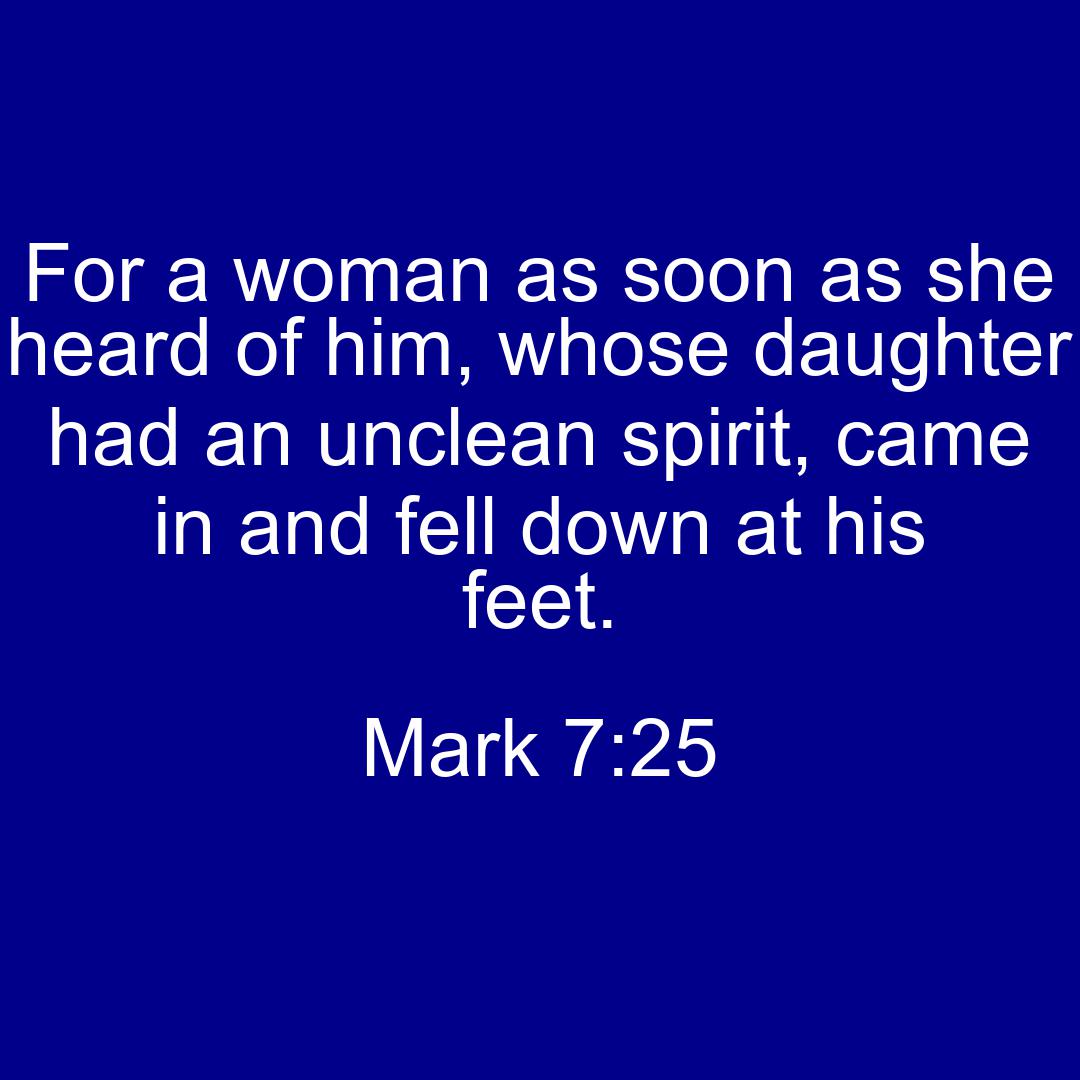 For a woman as soon as she
heard of him, whose daughter
had an unclean spirit, came
in and fell down at his
feet.
Mark 7:25